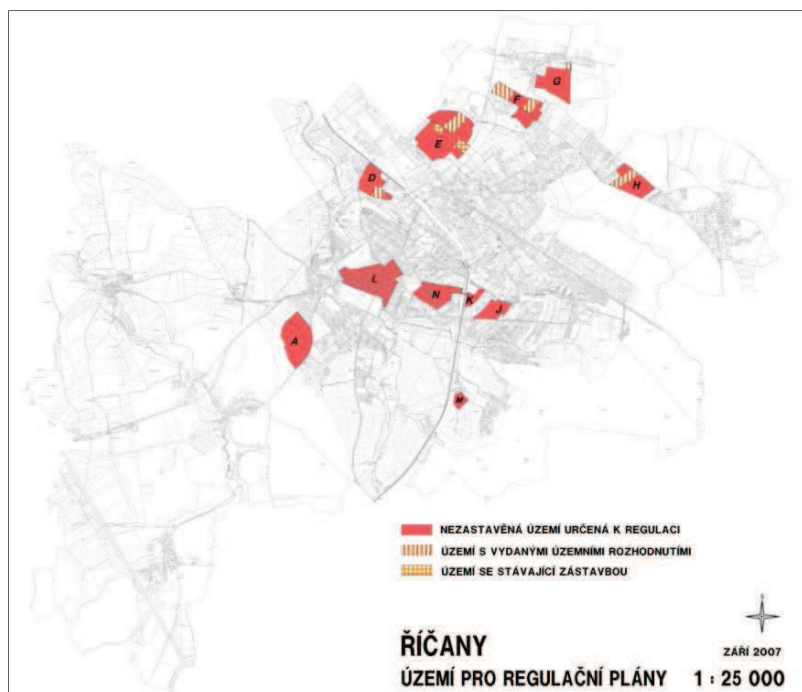 G
F
E
H
D
L
N
K
J
A
M
NEZASTAVĚNÁ ÚZEMÍ URČENÁ K REGULACI
ÚZEMÍ S VYDANÝMI ÚZEMNÍMI ROZHODNUTÍMI
ÚZEMÍ SE STÁVAJÍCÍ ZÁSTAVBOU
S
ŘÍČANY
ZÁŘÍ 2007
ÚZEMÍ PRO REGULAČNÍ PLÁNY 1 : 25 000